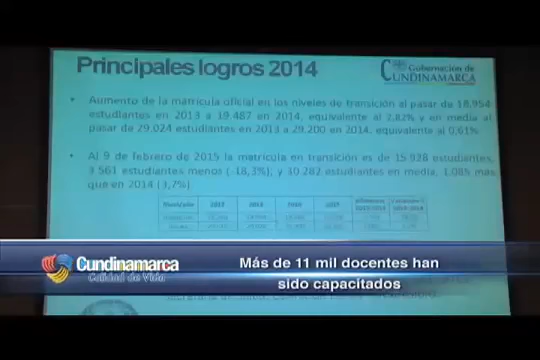 Principales logros 2014
Gobernación de
CUNDINAMARCA
Aumento de la matrícula oficial en los niveles de transición al pasar de 18.954
estudiantes en 2013 a 19.487 en 2014, equivalente al 2,82% y en media al
pasar de 29.024 estudiantes en 2013 a 29.200 en 2014, equivalente al 0,61%
Al 9 de febrero de 2015 la matrícula en transición es de 15.928 estudiantes,
3.561 estudiantes menos (-18,3%); y 30.282 estudiantes en media, 1.085 más
que en 2014 (3,7%)
Cundinamarca
Calidad de Vida
Más de 11 mil docentes han
sido capacitados